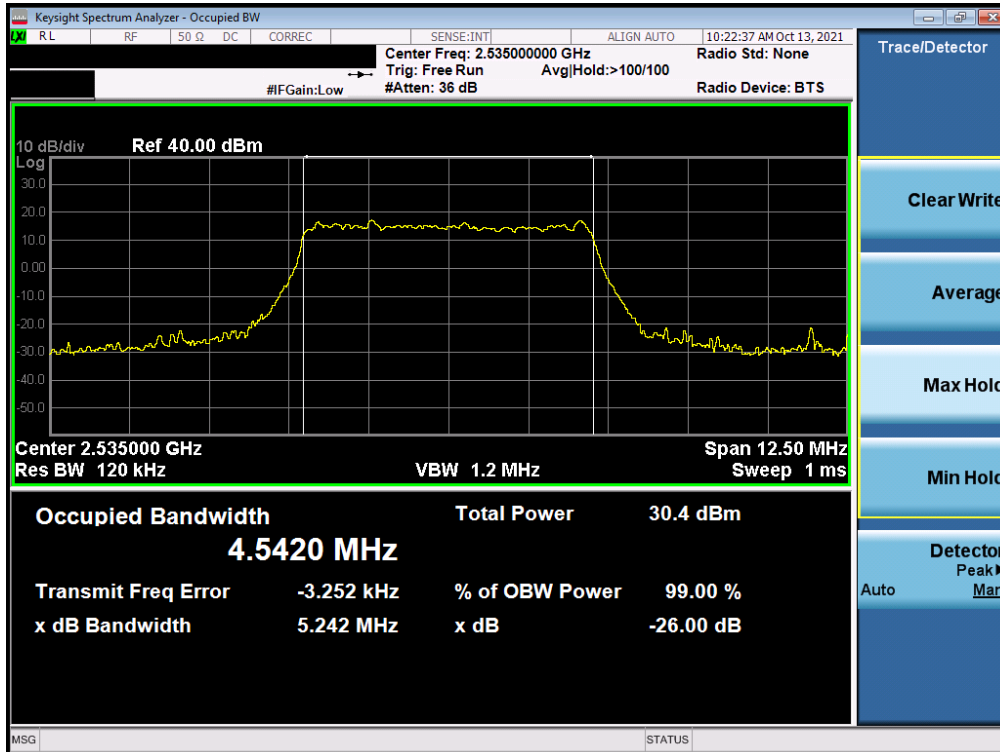 Keysight Spectrum Analyzer - Occupied BW
LXI RL RF 50 Ω DC CORREC SENSE:INT ALIGN AUTO 10:22:37 AM Oct 13, 2021
Center Freq: 2.535000000 GHz Radio Std: None
Trig: Free Run Avg|Hold:>100/100
#IFGain:Low #Atten: 36 dB Radio Device: BTS
10 dB/div Ref 40.00 dBm
Log
30.0
20.0
10.0
0.00
-10.0
-20.0
-30.0
-40.0
-50.0
Center 2.535000 GHz Span 12.50 MHz
Res BW 120 kHz VBW 1.2 MHz Sweep 1 ms
Occupied Bandwidth Total Power 30.4 dBm
4.5420 MHz
Transmit Freq Error -3.252 kHz % of OBW Power 99.00 %
x dB Bandwidth 5.242 MHz x dB -26.00 dB
MSG STATUS
Trace/Detector
Clear Write
Average
Max Hold
Min Hold
Detector
Peak▶
Auto Man